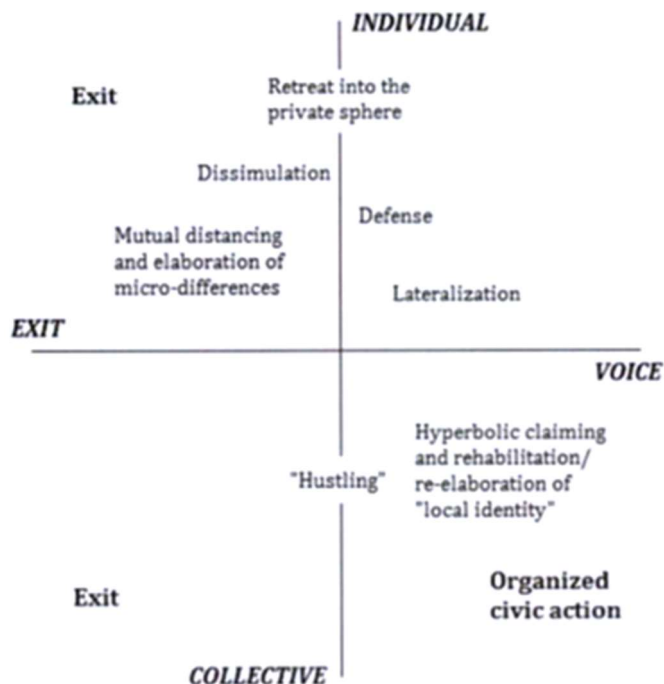 INDIVIDUAL
Exit
Retreat into the
private sphere
Dissimulation
Defense
Mutual distancing
and elaboration of
micro-differences
Lateralization
EXIT
VOICE
Hyperbolic claiming
and rehabilitation/
re-elaboration of
"local identity"
"Hustling"
Exit
Organized
civic action
COLLECTIVE